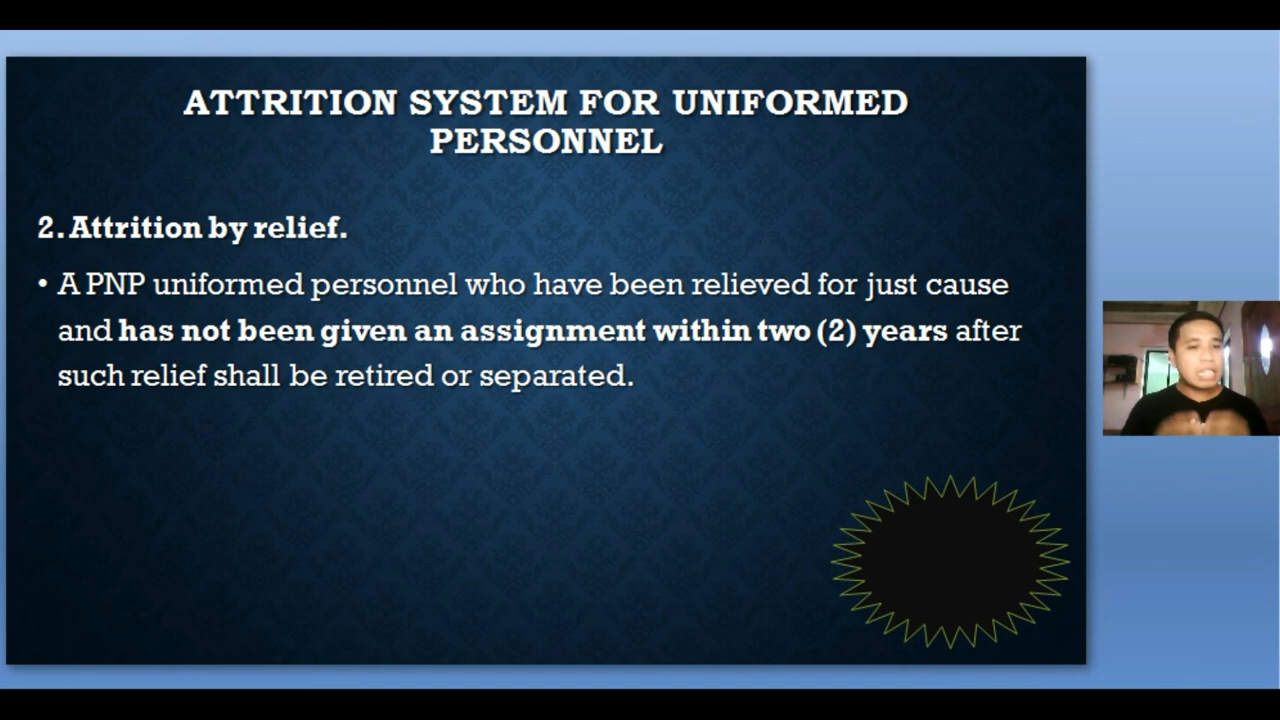 ATTRITION SYSTEM FOR UNIFORMED
PERSONNEL
2. Attrition by relief.
• A PNP uniformed personnel who have been relieved for just cause
and has not been given an assignment within two (2) years after
such relief shall be retired or separated.